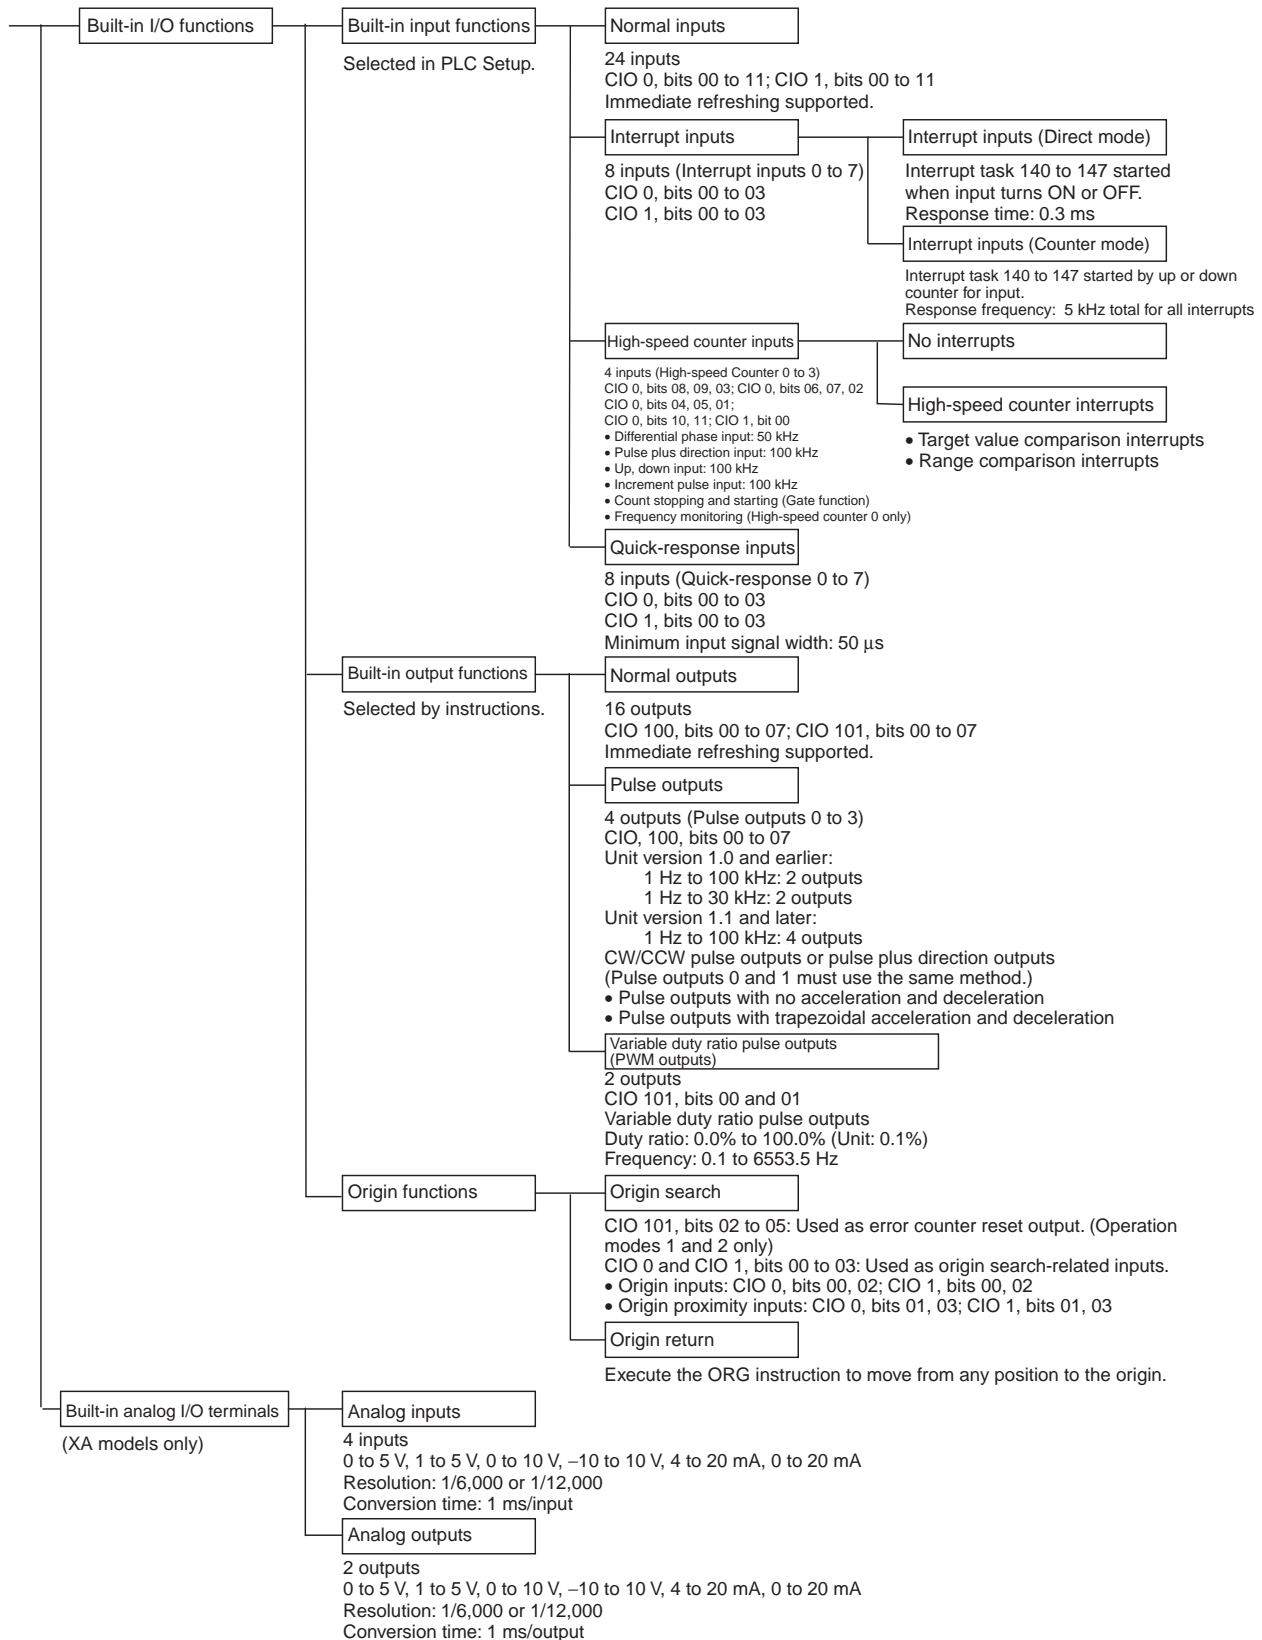 Built-in I/O functions
Built-in input functions
Selected in PLC Setup.
Normal inputs
24 inputs
CIO 0, bits 00 to 11; CIO 1, bits 00 to 11
Immediate refreshing supported.
Interrupt inputs
8 inputs (Interrupt inputs 0 to 7)
CIO 0, bits 00 to 03
CIO 1, bits 00 to 03
Interrupt inputs (Direct mode)
Interrupt task 140 to 147 started
when input turns ON or OFF.
Response time: 0.3 ms
Interrupt inputs (Counter mode)
Interrupt task 140 to 147 started by up or down
counter for input.
Response frequency: 5 kHz total for all interrupts
High-speed counter inputs
4 inputs (High-speed Counter 0 to 3)
CIO 0, bits 08, 09, 03; CIO 0, bits 06, 07, 02
CIO 0, bits 04, 05, 01;
CIO 0, bits 10, 11; CIO 1, bit 00
• Differential phase input: 50 kHz
• Pulse plus direction input: 100 kHz
• Up, down input: 100 kHz
• Increment pulse input: 100 kHz
• Count stopping and starting (Gate function)
• Frequency monitoring (High-speed counter 0 only)
No interrupts
High-speed counter interrupts
• Target value comparison interrupts
• Range comparison interrupts
Quick-response inputs
8 inputs (Quick-response 0 to 7)
CIO 0, bits 00 to 03
CIO 1, bits 00 to 03
Minimum input signal width: 50 μs
Built-in output functions
Selected by instructions.
Normal outputs
16 outputs
CIO 100, bits 00 to 07; CIO 101, bits 00 to 07
Immediate refreshing supported.
Pulse outputs
4 outputs (Pulse outputs 0 to 3)
CIO, 100, bits 00 to 07
Unit version 1.0 and earlier:
1 Hz to 100 kHz: 2 outputs
1 Hz to 30 kHz: 2 outputs
Unit version 1.1 and later:
1 Hz to 100 kHz: 4 outputs
CW/CCW pulse outputs or pulse plus direction outputs
(Pulse outputs 0 and 1 must use the same method.)
• Pulse outputs with no acceleration and deceleration
• Pulse outputs with trapezoidal acceleration and deceleration
Variable duty ratio pulse outputs
(PWM outputs)
2 outputs
CIO 101, bits 00 and 01
Variable duty ratio pulse outputs
Duty ratio: 0.0% to 100.0% (Unit: 0.1%)
Frequency: 0.1 to 6553.5 Hz
Origin functions
Origin search
CIO 101, bits 02 to 05: Used as error counter reset output. (Operation
modes 1 and 2 only)
CIO 0 and CIO 1, bits 00 to 03: Used as origin search-related inputs.
• Origin inputs: CIO 0, bits 00, 02; CIO 1, bits 00, 02
• Origin proximity inputs: CIO 0, bits 01, 03; CIO 1, bits 01, 03
Origin return
Execute the ORG instruction to move from any position to the origin.
Built-in analog I/O terminals
(XA models only)
Analog inputs
4 inputs
0 to 5 V, 1 to 5 V, 0 to 10 V, –10 to 10 V, 4 to 20 mA, 0 to 20 mA
Resolution: 1/6,000 or 1/12,000
Conversion time: 1 ms/input
Analog outputs
2 outputs
0 to 5 V, 1 to 5 V, 0 to 10 V, –10 to 10 V, 4 to 20 mA, 0 to 20 mA
Resolution: 1/6,000 or 1/12,000
Conversion time: 1 ms/output